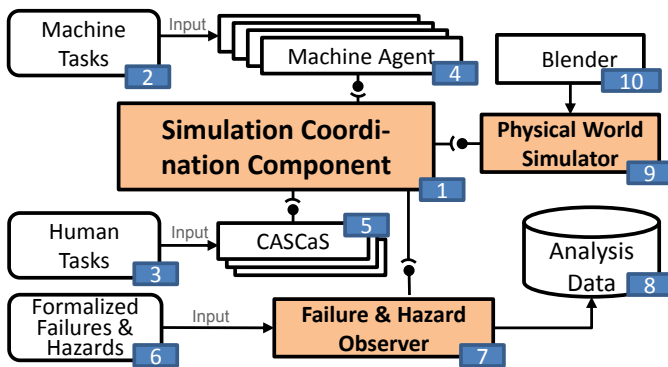 Machine
Tasks
2
Input
Machine Agent
4
Blender
10
Simulation Coordi-
nation Component
1
Physical World
Simulator
9
Human
Tasks
3
Input
CASCaS
5
Analysis
Data
8
Formalized
Failures &
Hazards
6
Input
Failure & Hazard
Observer
7